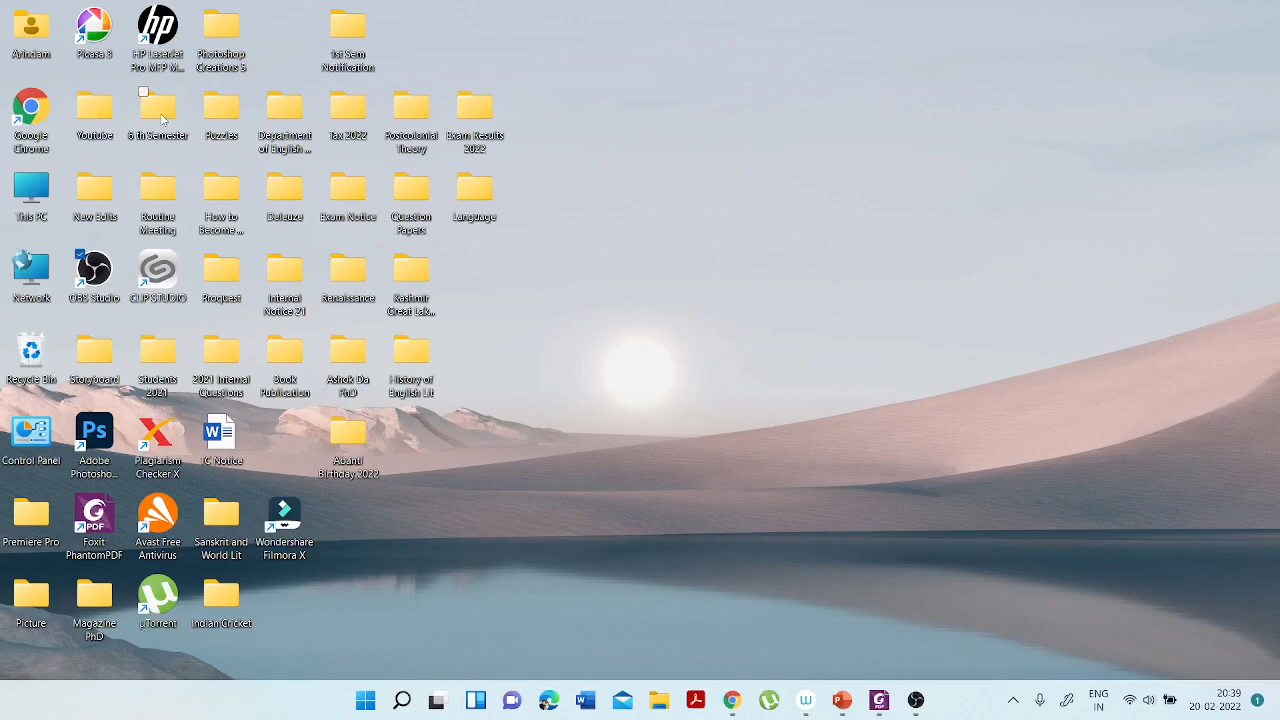 Arindam
Picasa 3
HP LaserJet
Pro MFP M...
Photoshop
Creations 5
1st Sem
Notification
Google
Chrome
Youtube
6 th Semester
Puzzles
Department
of English ...
Tax 2022
Postcolonial
Theory
Exam Results
2022
This PC
New Edits
Routine
Meeting
How to
Become ...
Deleuze
Exam Notice
Question
Papers
Language
Network
OBS Studio
CLIP STUDIO
Proquest
Internal
Notice 21
Renaissance
Kashmir
Great Lak...
Recycle Bin
Storyboard
Students
2021
2021 Internal
Questions
Book
Publication
Ashok Da
PhD
History of
English Lit
Control Panel
Adobe
Photosho...
Plagiarism
Checker X
TC Notice
Abanti
Birthday 2022
Premiere Pro
Foxit
PhantomPDF
Avast Free
Antivirus
Sanskrit and
World Lit
Wondershare
Filmora X
Picture
Magazine
PhD
µTorrent
Indian Cricket
ENG
IN
20:39
20-02-2022
1